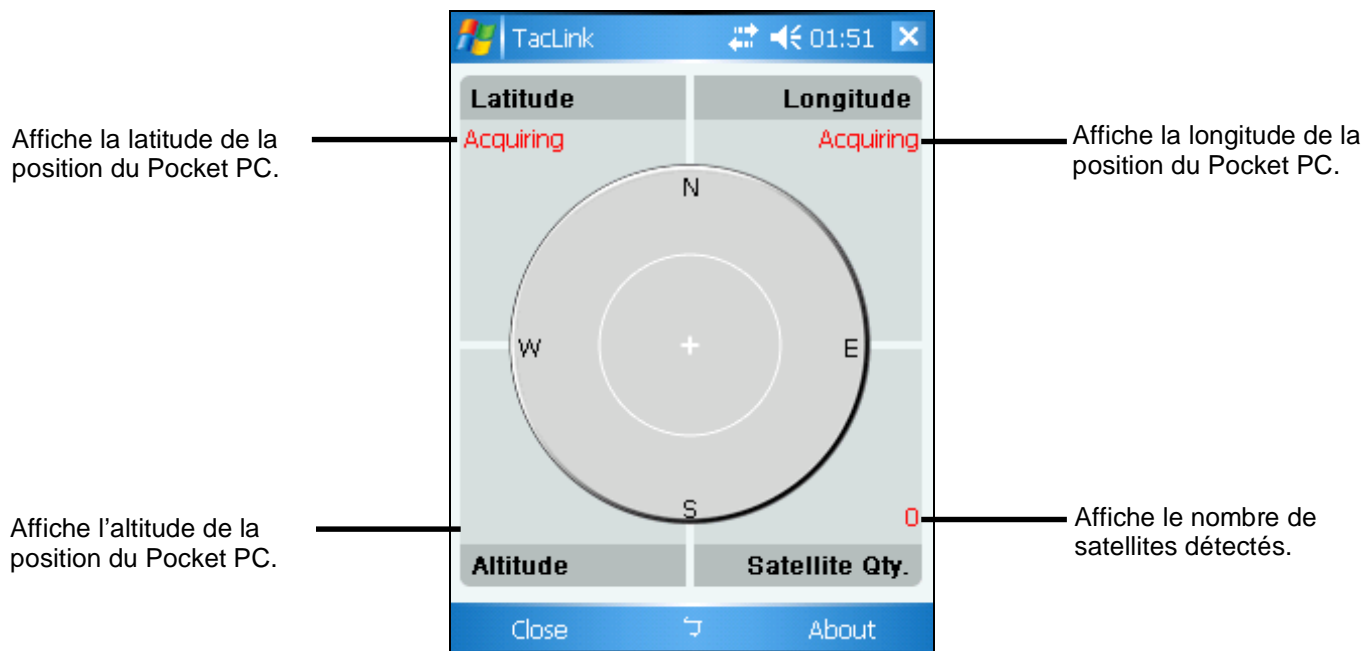 TacLink 01:51
Latitude Longitude
Acquiring Acquiring
Affiche la latitude de la
position du Pocket PC.
Affiche la longitude de la
position du Pocket PC.
N
W E
S
0
Affiche l’altitude de la
position du Pocket PC.
Affiche le nombre de
satellites détectés.
Altitude Satellite Qty.
Close About